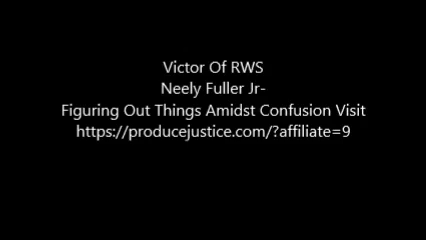 Victor Of RWS
Neely Fuller Jr-
Figuring Out Things Amidst Confusion Visit
https://producejustice.com/?affiliate=9